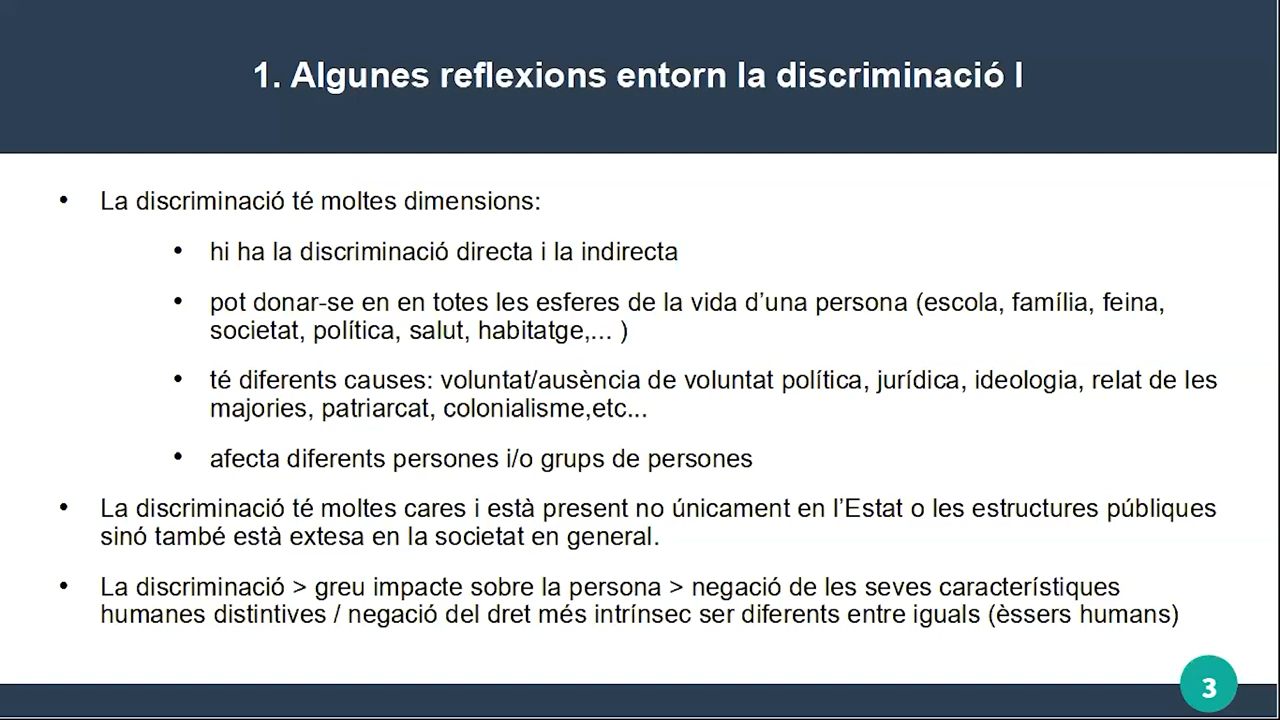 1. Algunes reflexions entorn la discriminació I
• La discriminació té moltes dimensions:
• hi ha la discriminació directa i la indirecta
• pot donar-se en en totes les esferes de la vida d’una persona (escola, família, feina,
societat, política, salut, habitatge,... )
• té diferents causes: voluntat/ausència de voluntat política, jurídica, ideologia, relat de les
majories, patriarcat, colonialisme,etc...
• afecta diferents persones i/o grups de persones
• La discriminació té moltes cares i està present no únicament en l’Estat o les estructures públiques
sinó també està extesa en la societat en general.
• La discriminació > greu impacte sobre la persona > negació de les seves característiques
humanes distintives / negació del dret més intrínsec ser diferents entre iguals (èssers humans)
3